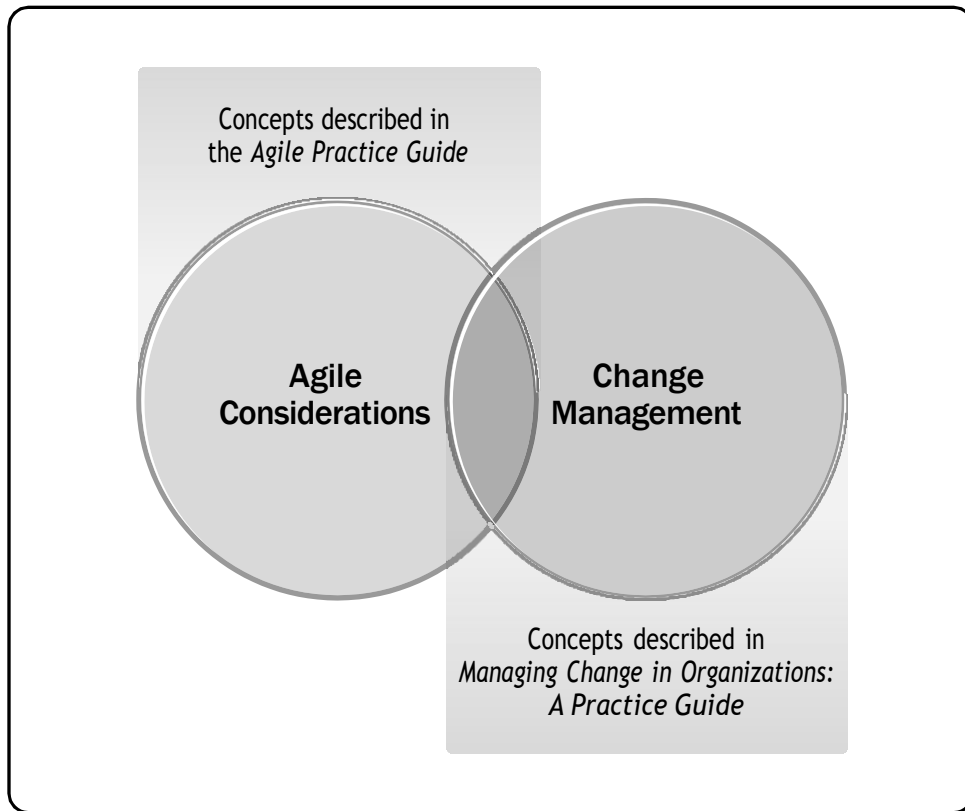 Concepts described in
the Agile Practice Guide
Agile
Considerations
Change
Management
Concepts described in
Managing Change in Organizations:
A Practice Guide